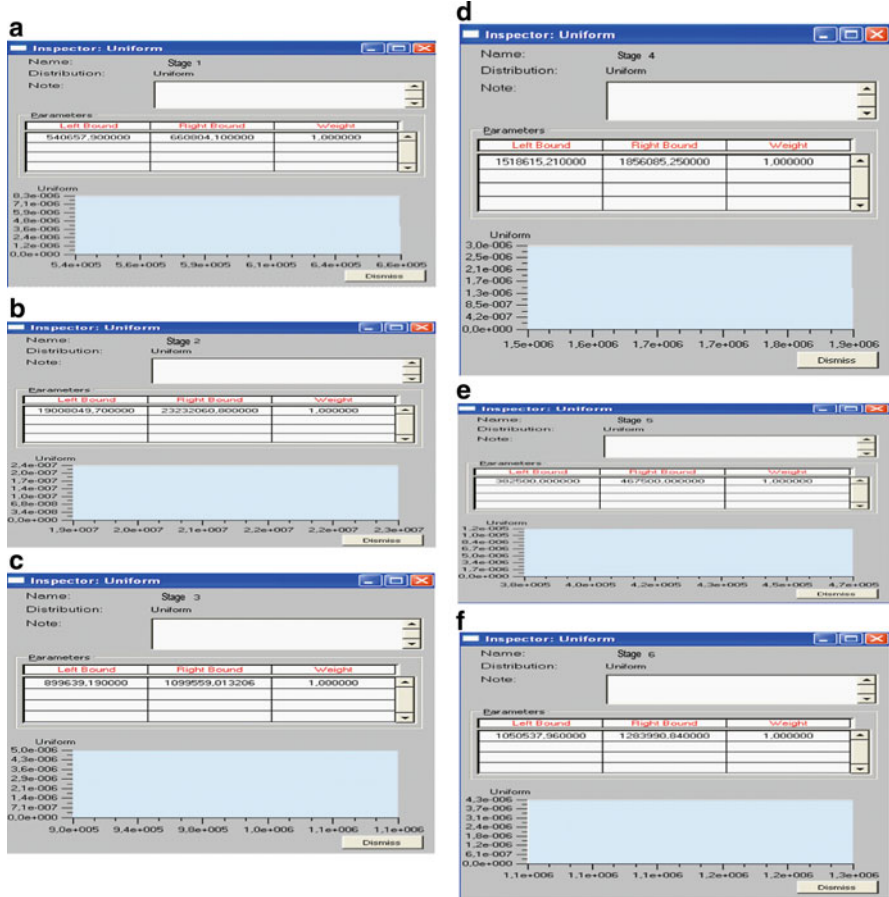 a
Inspector: Uniform
Name: Stage 1
Distribution: Uniform
Note:
Parameters
Left Bound Right Bound Weight
540657,900000 660804,100000 1,000000
Uniform
8,3e-006
7,1e-006
5,9e-006
4,8e-006
3,6e-006
2,4e-006
1,2e-006
0,0e+000
5,4e+005 5,6e+005 5,9e+005 6,1e+005 6,4e+005 6,6e+005
Dismiss
b
Inspector: Uniform
Name: Stage 2
Distribution: Uniform
Note:
Parameters
Left Bound Right Bound Weight
19008049,700000 23232060,800000 1,000000
Uniform
2,4e-007
2,0e-007
1,7e-007
1,4e-007
1,0e-007
6,8e-008
3,4e-008
0,0e+000
1,9e+007 2,0e+007 2,1e+007 2,2e+007 2,2e+007 2,3e+007
Dismiss
c
Inspector: Uniform
Name: Stage 3
Distribution: Uniform
Note:
Parameters
Left Bound Right Bound Weight
899639,190000 1099559,013206 1,000000
Uniform
5,0e-006
4,3e-006
3,6e-006
2,9e-006
2,1e-006
1,4e-006
7,1e-007
0,0e+000
9,0e+005 9,4e+005 9,8e+005 1,0e+006 1,1e+006 1,1e+006
Dismiss
d
Inspector: Uniform
Name: Stage 4
Distribution: Uniform
Note:
Parameters
Left Bound Right Bound Weight
1518615,210000 1856085,250000 1,000000
Uniform
3,0e-006
2,5e-006
2,1e-006
1,7e-006
1,3e-006
8,5e-007
4,2e-007
0,0e+000
1,5e+006 1,6e+006 1,7e+006 1,7e+006 1,8e+006 1,9e+006
Dismiss
e
Inspector: Uniform
Name: Stage 5
Distribution: Uniform
Note:
Parameters
Left Bound Right Bound Weight
382500,000000 467500,000000 1,000000
Uniform
1,2e-005
1,0e-005
8,4e-006
6,7e-006
5,0e-006
3,4e-006
1,7e-006
0,0e+000
3,8e+005 4,0e+005 4,2e+005 4,3e+005 4,5e+005 4,7e+005
Dismiss
f
Inspector: Uniform
Name: Stage 6
Distribution: Uniform
Note:
Parameters
Left Bound Right Bound Weight
1050537,960000 1283990,840000 1,000000
Uniform
4,3e-006
3,7e-006
3,1e-006
2,4e-006
1,8e-006
1,2e-006
6,1e-007
0,0e+000
1,1e+006 1,1e+006 1,1e+006 1,2e+006 1,2e+006 1,3e+006
Dismiss